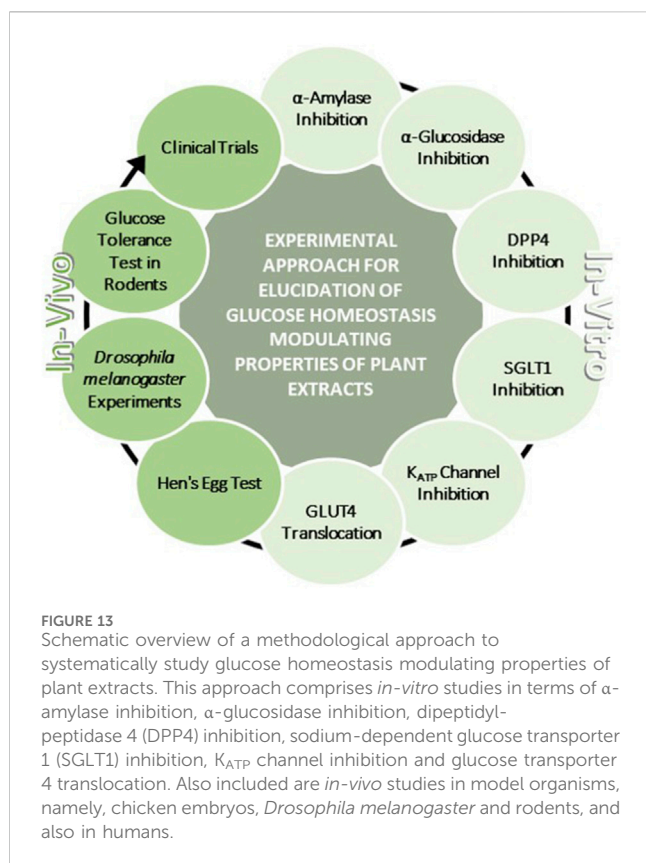 α-Amylase
Inhibition
α-Glucosidase
Inhibition
DPP4
Inhibition
SGLT1
Inhibition
K_ATP Channel
Inhibition
GLUT4
Translocation
Hen's Egg Test
Drosophila
melanogaster
Experiments
Glucose
Tolerance
Test in
Rodents
Clinical Trials
In-Vivo
In-Vitro
EXPERIMENTAL
APPROACH FOR
ELUCIDATION OF
GLUCOSE HOMEOSTASIS
MODULATING
PROPERTIES OF PLANT
EXTRACTS
FIGURE 13
Schematic overview of a methodological approach to
systematically study glucose homeostasis modulating properties of
plant extracts. This approach comprises in-vitro studies in terms of α-
amylase inhibition, α-glucosidase inhibition, dipeptidyl-
peptidase 4 (DPP4) inhibition, sodium-dependent glucose transporter
1 (SGLT1) inhibition, K_ATP channel inhibition and glucose transporter
4 translocation. Also included are in-vivo studies in model organisms,
namely, chicken embryos, Drosophila melanogaster and rodents, and
also in humans.